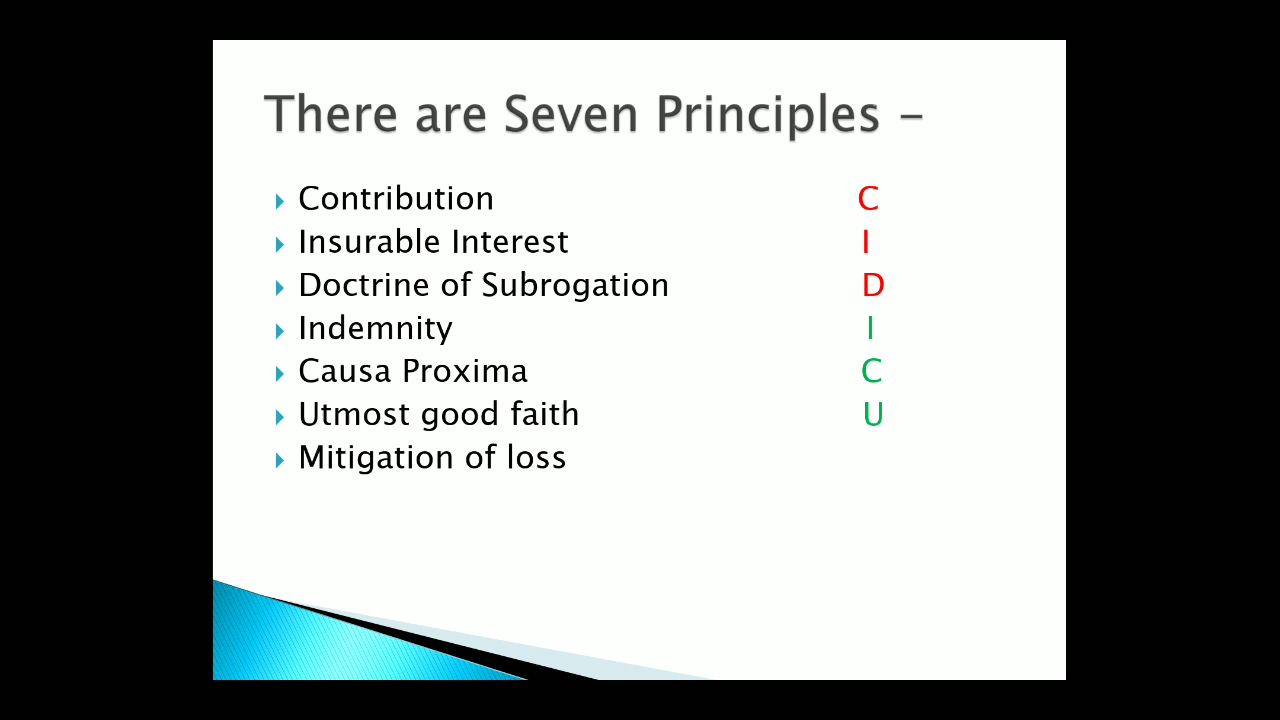 There are Seven Principles –
Contribution C
Insurable Interest I
Doctrine of Subrogation D
Indemnity I
Causa Proxima C
Utmost good faith U
Mitigation of loss